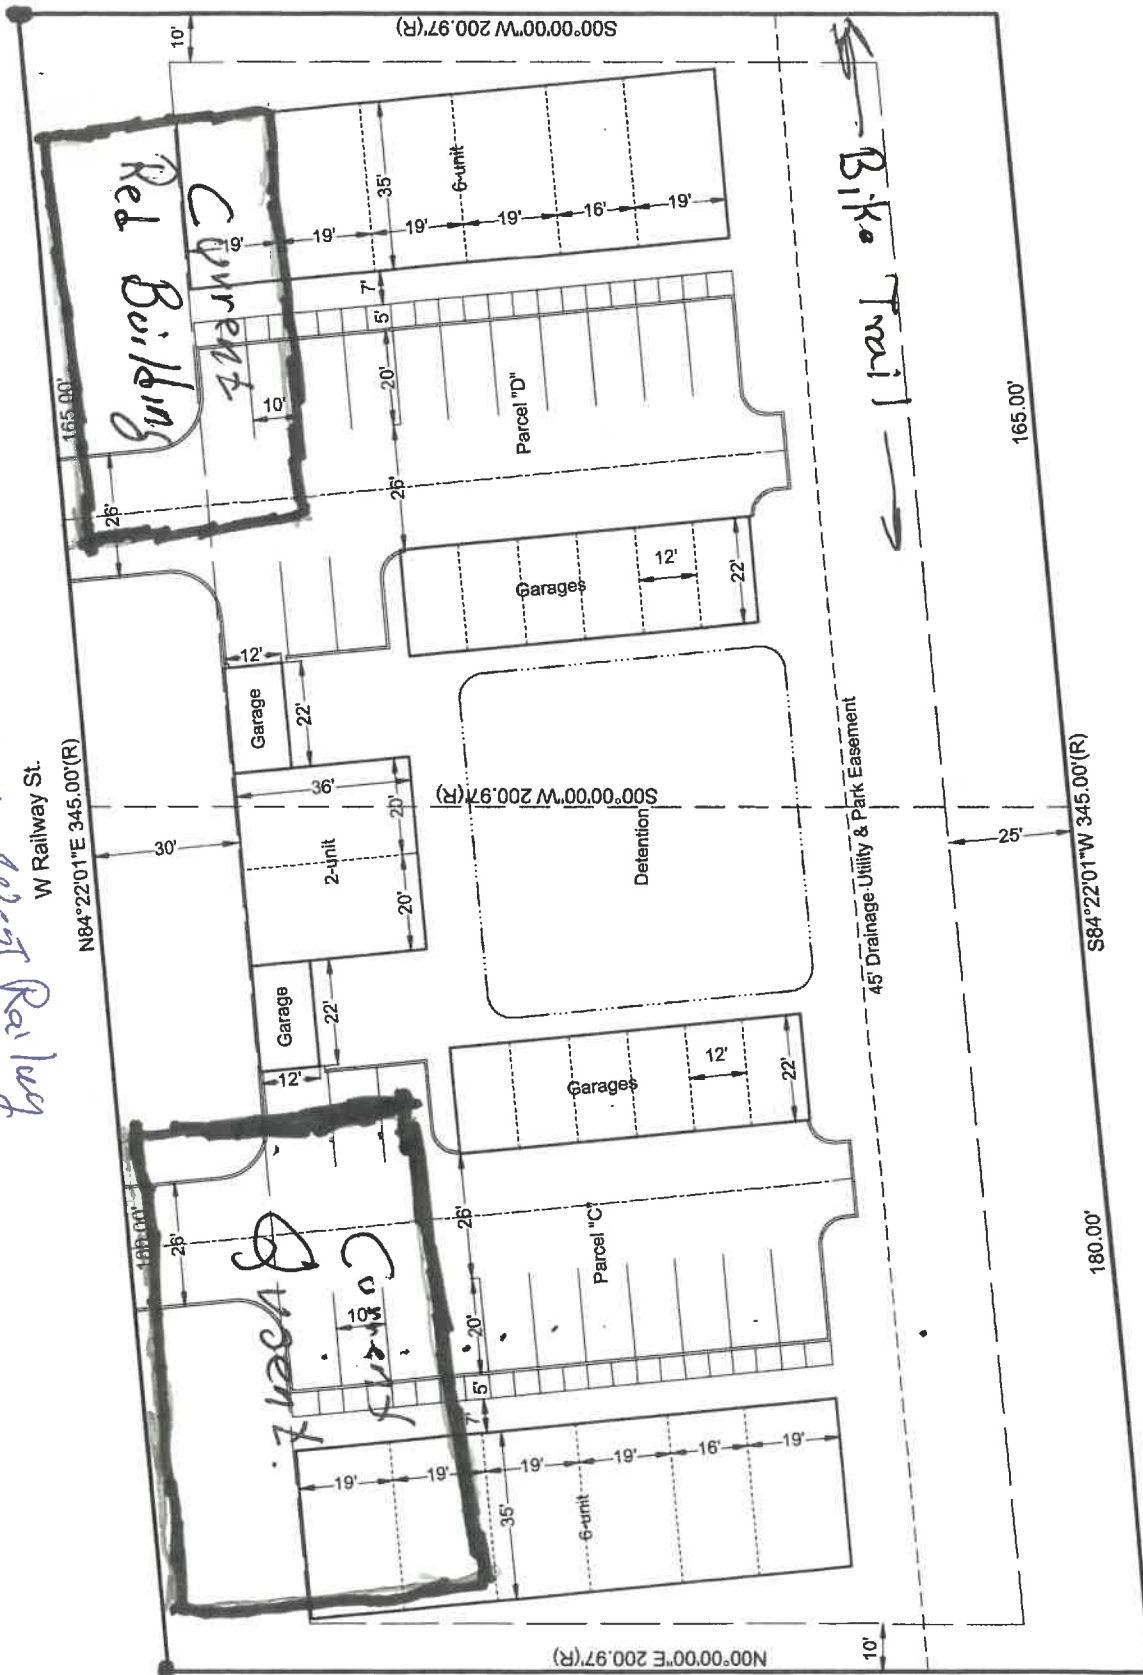 W Railway St.
West Railway
N84°22'01"E 345.00'(R)
S00°00'00"W 200.97'(R)
10'
165.00'
Current
Red Building
9'
19'
19'
19'
16'
19'
35'
6-unit
7'
5'
20'
10'
26'
26'
Parcel "D"
← Bike Trail →
165.00'
Garages
12'
22'
12'
Garage
22'
36'
20'
20'
2-unit
30'
S00°00'00"W 200.97'(R)
Detention
45' Drainage Utility & Park Easement
25'
S84°22'01"W 345.00'(R)
Garage
22'
12'
Garages
12'
22'
26'
26'
Parcel "C"
Current
10'
20'
5'
7'
19'
19'
19'
19'
16'
19'
35'
6-unit
180.00'
10'
N00°00'00"E 200.97'(R)